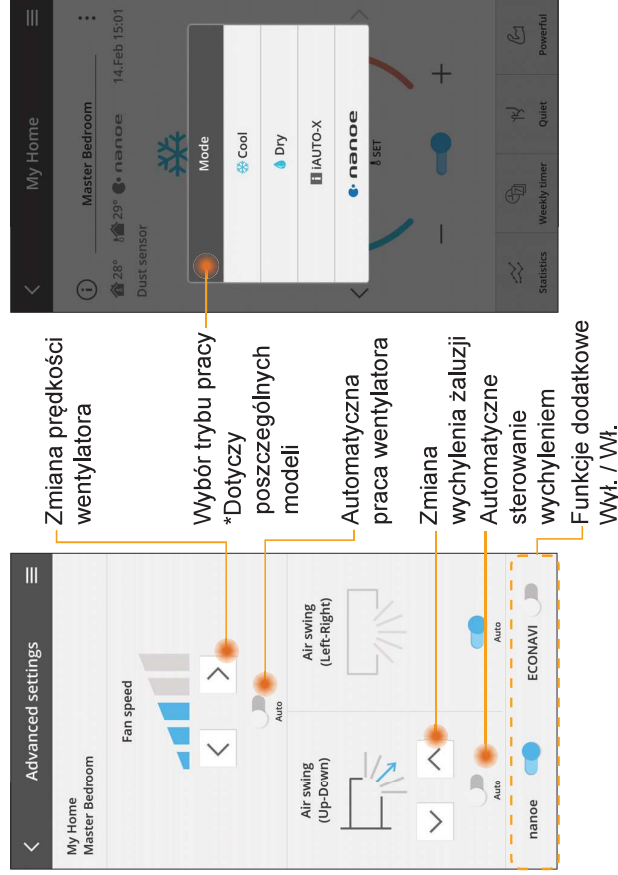 Advanced settings
My Home
Master Bedroom
Fan speed
Auto
Air swing
(Up-Down)
Auto
Air swing
(Left-Right)
Auto
nanoe
ECONAVI
Zmiana prędkości
wentylatora
Wybór trybu pracy
*Dotyczy
poszczególnych
modeli
Automatyczna
praca wentylatora
Zmiana
wychylenia żaluzji
Automatyczne
sterowanie
wychyleniem
Funkcje dodatkowe
Wył. / Wł.
My Home
Master Bedroom
28° 29° nanoe 14.Feb 15:01
Dust sensor
Mode
Cool
Dry
iAUTO-X
nanoe
SET
Statistics
Weekly timer
Quiet
Powerful